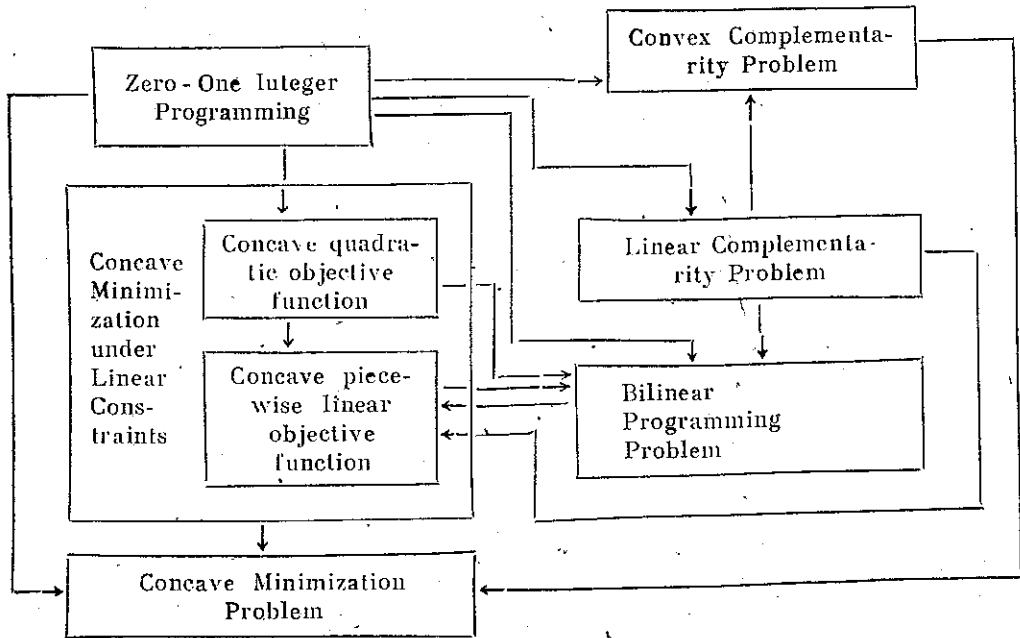 Convex Complementa-
rity Problem
Zero-One Iuteger
Programming
Concave quadra-
tic objective
function
Linear Complementa-
rity Problem
Concave
Minimi-
zation
under
Linear
Cons-
traints
Concave piece-
wise linear
objective
function
Bilinear
Programming
Problem
Concave Minimization
Problem